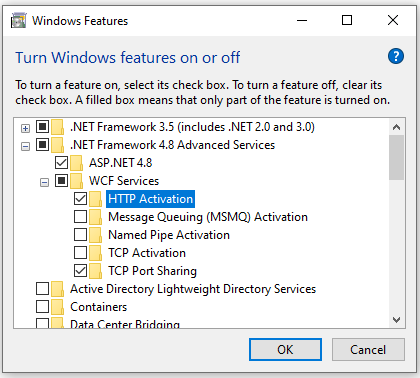 Windows Features
Turn Windows features on or off
?
To turn a feature on, select its check box. To turn a feature off, clear its
check box. A filled box means that only part of the feature is turned on.
.NET Framework 3.5 (includes .NET 2.0 and 3.0)
.NET Framework 4.8 Advanced Services
ASP.NET 4.8
WCF Services
HTTP Activation
Message Queuing (MSMQ) Activation
Named Pipe Activation
TCP Activation
TCP Port Sharing
Active Directory Lightweight Directory Services
Containers
Data Center Bridging
OK
Cancel